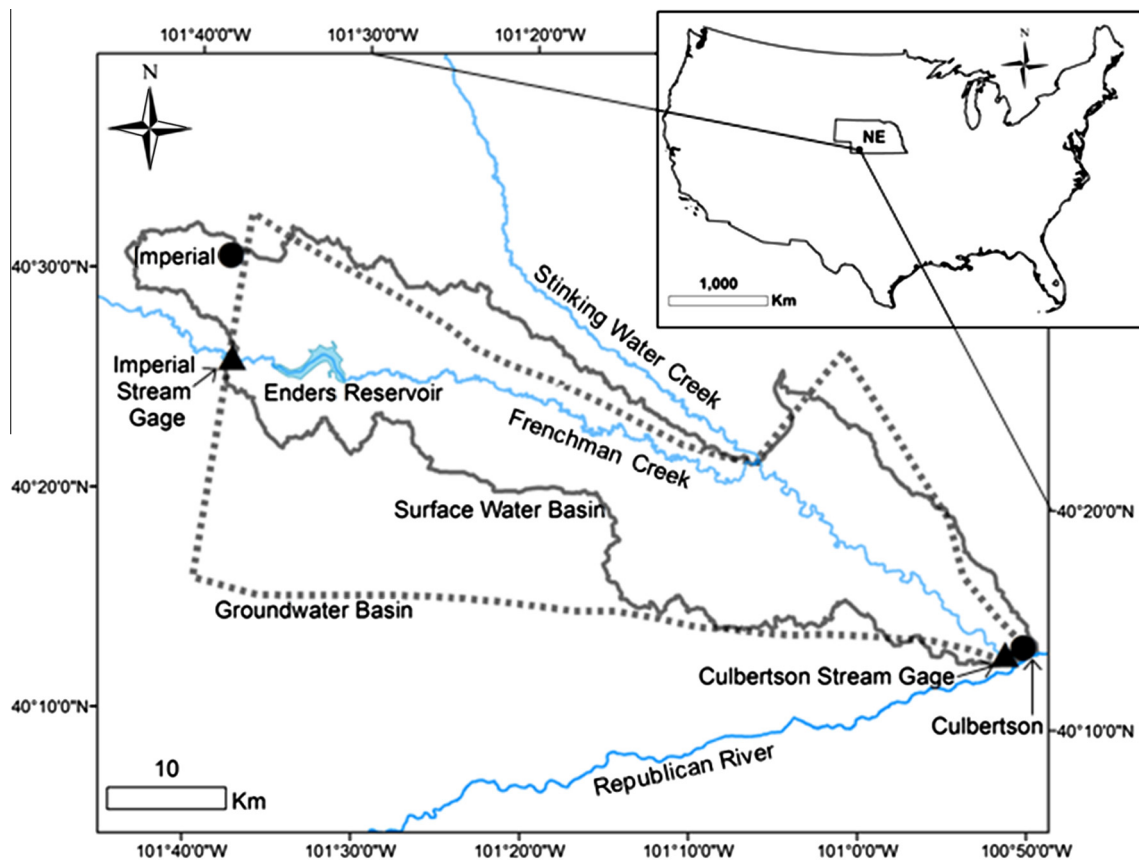 101°40'0"W 101°30'0"W 101°20'0"W
N
N
NE
1,000
Km
40°30'0"N
Imperial
Stinking Water Creek
Imperial
Stream
Gage
Enders Reservoir
Frenchman Creek
40°20'0"N
40°20'0"N
Surface Water Basin
Groundwater Basin
Culbertson Stream Gage
40°10'0"N
40°10'0"N
Culbertson
Republican River
10
Km
101°40'0"W 101°30'0"W 101°20'0"W 101°10'0"W 101°0'0"W 100°50'0"W